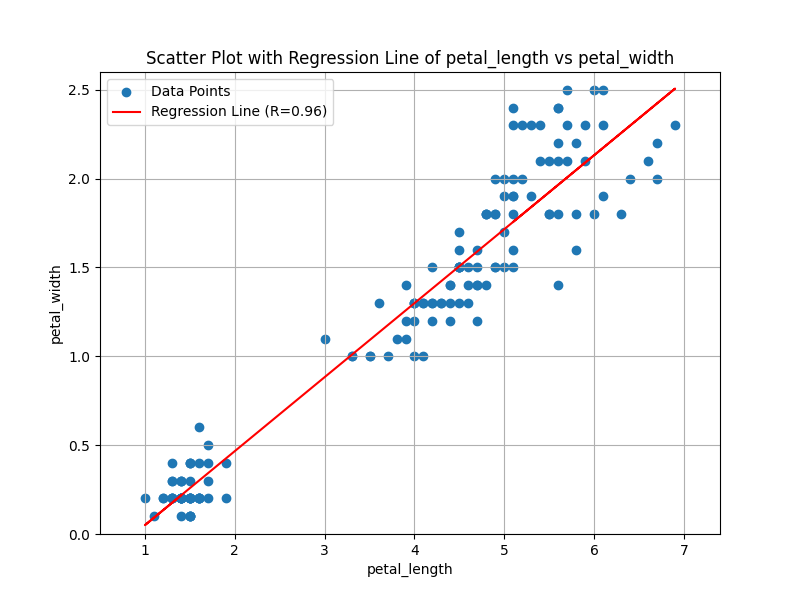 Scatter Plot with Regression Line of petal_length vs petal_width
Data Points
Regression Line (R=0.96)
petal_width
2.5
2.0
1.5
1.0
0.5
0.0
1 2 3 4 5 6 7
petal_length